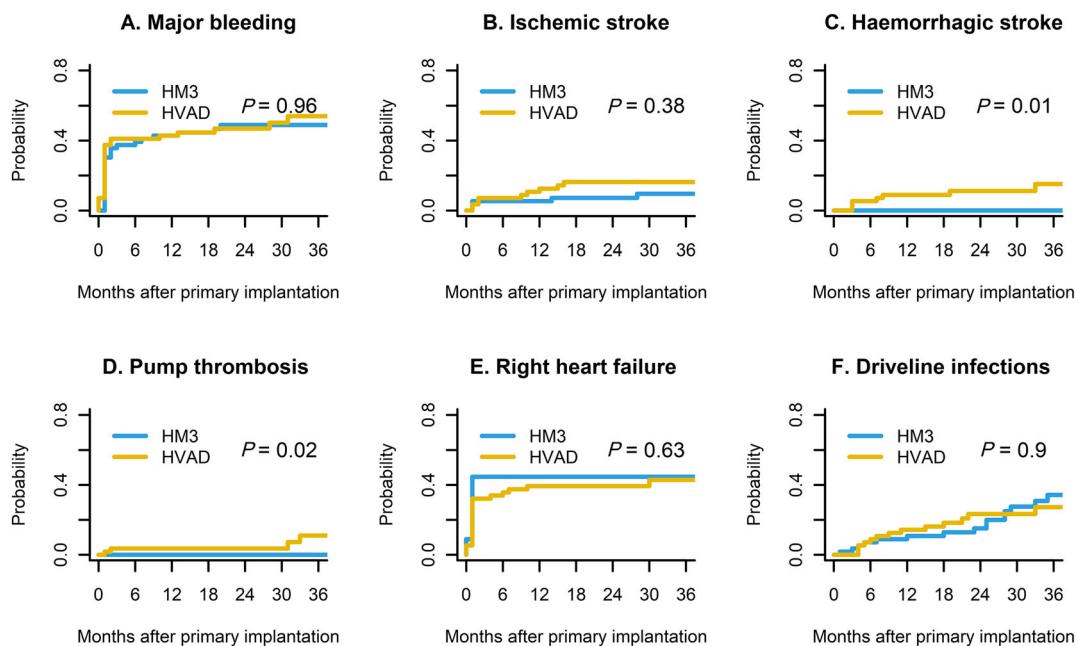 A. Major bleeding
Probability
0.0 0.4 0.8
HM3
HVAD
P = 0.96
0 6 12 18 24 30 36
Months after primary implantation
B. Ischemic stroke
Probability
0.0 0.4 0.8
HM3
HVAD
P = 0.38
0 6 12 18 24 30 36
Months after primary implantation
C. Haemorrhagic stroke
Probability
0.0 0.4 0.8
HM3
HVAD
P = 0.01
0 6 12 18 24 30 36
Months after primary implantation
D. Pump thrombosis
Probability
0.0 0.4 0.8
HM3
HVAD
P = 0.02
0 6 12 18 24 30 36
Months after primary implantation
E. Right heart failure
Probability
0.0 0.4 0.8
HM3
HVAD
P = 0.63
0 6 12 18 24 30 36
Months after primary implantation
F. Driveline infections
Probability
0.0 0.4 0.8
HM3
HVAD
P = 0.9
0 6 12 18 24 30 36
Months after primary implantation